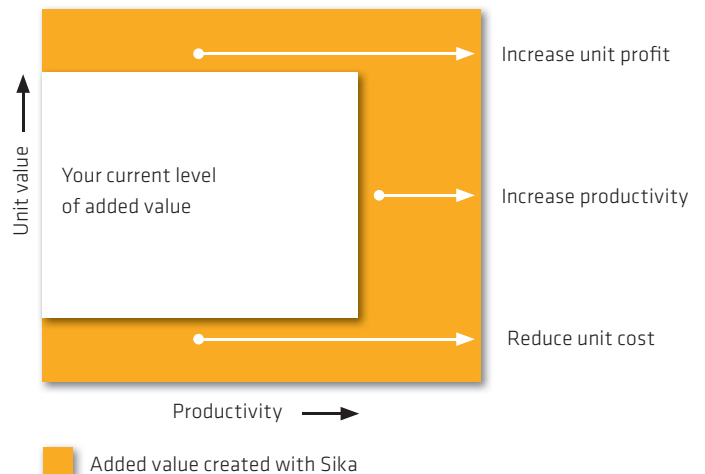 Increase unit profit
Unit value
Your current level
of added value
Increase productivity
Reduce unit cost
Productivity
Added value created with Sika